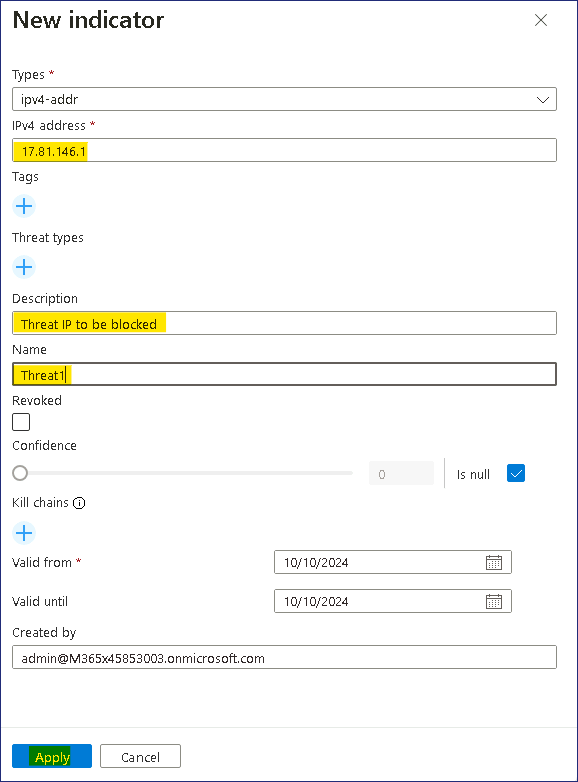 New indicator
Types *
ipv4-addr
IPv4 address *
17.81.146.1
Tags
Threat types
Description
Threat IP to be blocked
Name
Threat1
Revoked
Confidence
0 Is null
Kill chains
Valid from * 10/10/2024
Valid until 10/10/2024
Created by
admin@M365x45853003.onmicrosoft.com
Apply Cancel